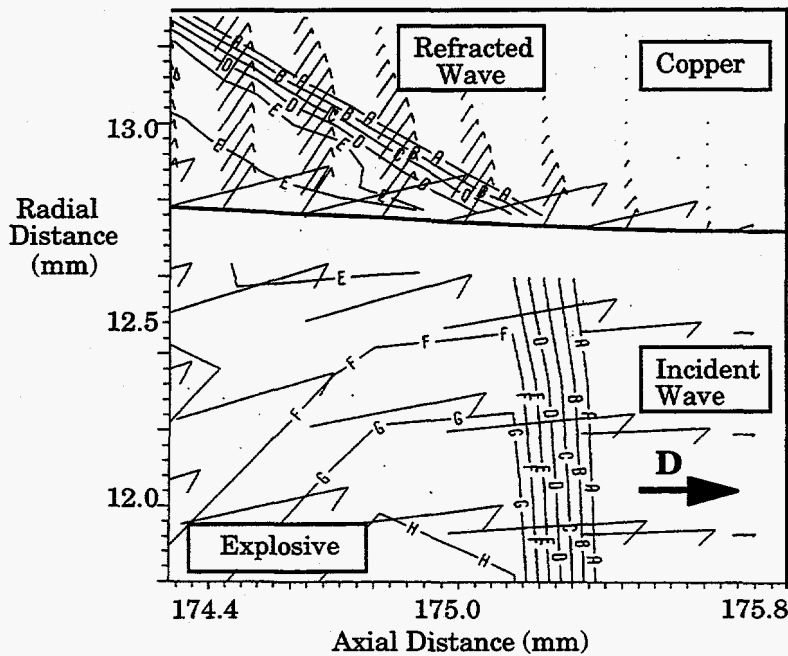 Refracted
Wave
Copper
13.0
Radial
Distance
(mm)
12.5
Incident
Wave
D
12.0
Explosive
174.4
175.0
175.8
Axial Distance (mm)